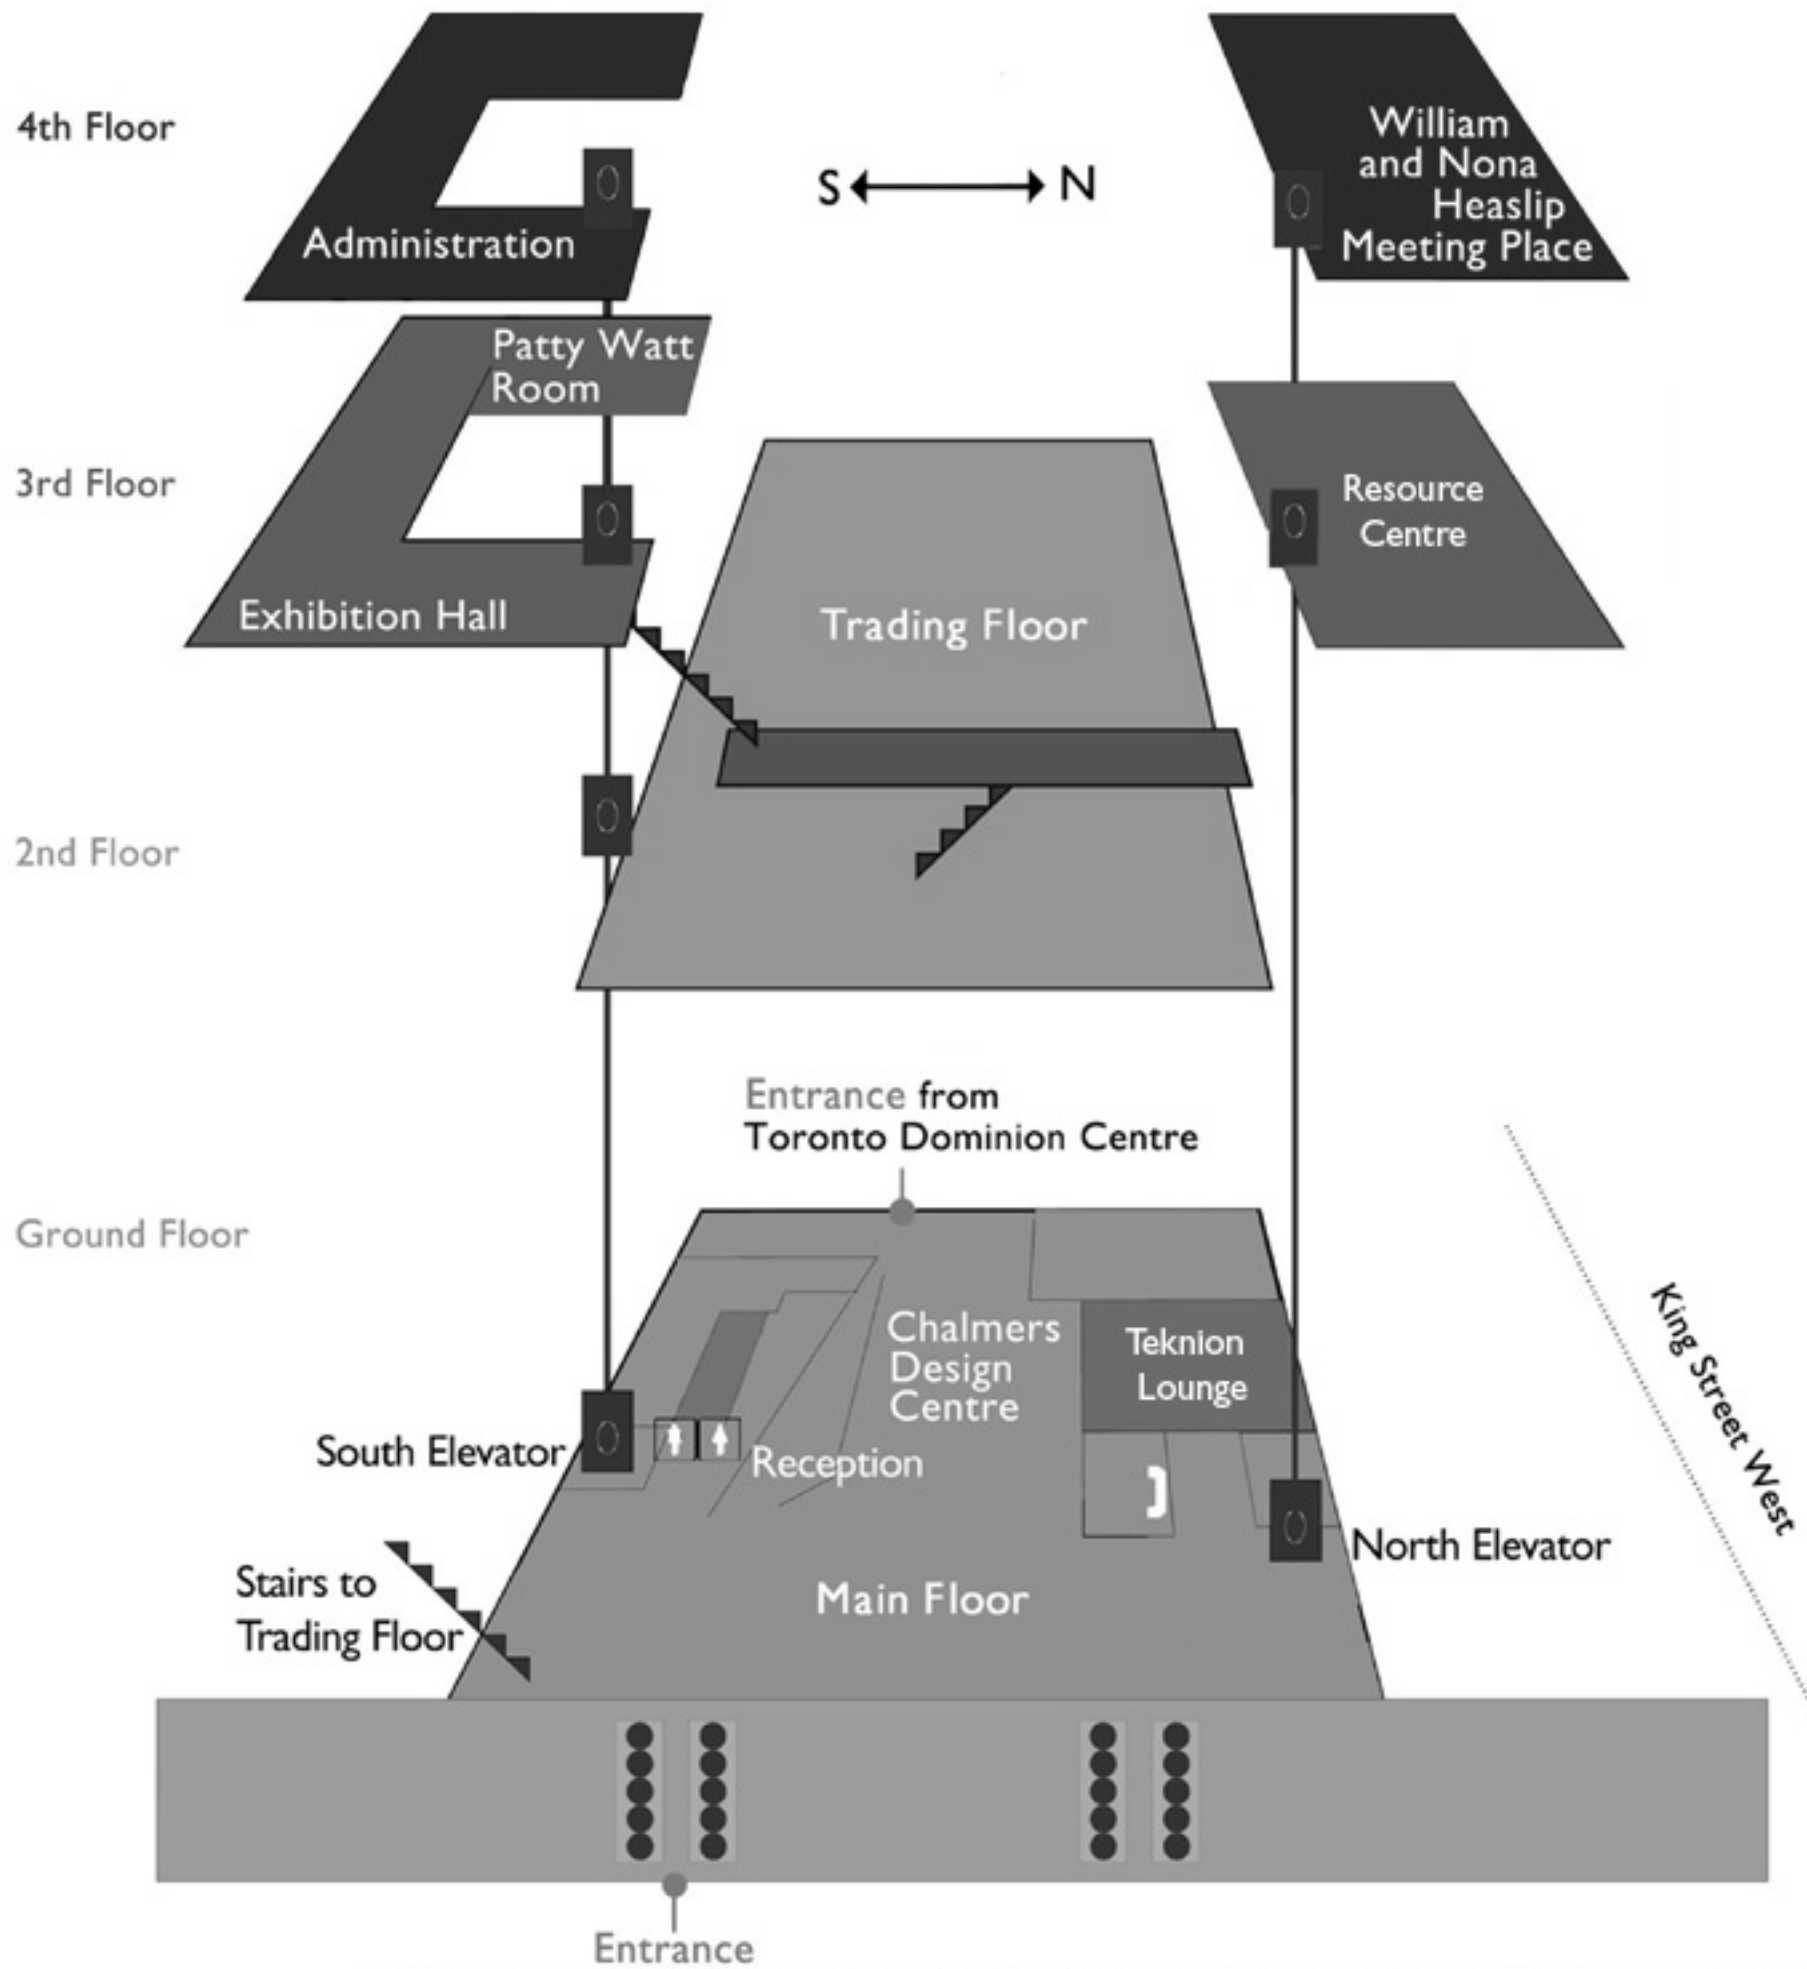 4th Floor
Administration
S
N
William
and Nona
Heaslip
Meeting Place
3rd Floor
Patty Watt
Room
Exhibition Hall
Trading Floor
Resource
Centre
2nd Floor
Entrance from
Toronto Dominion Centre
Ground Floor
Chalmers
Design
Centre
Teknion
Lounge
King Street West
South Elevator
Reception
North Elevator
Stairs to
Trading Floor
Main Floor
Entrance